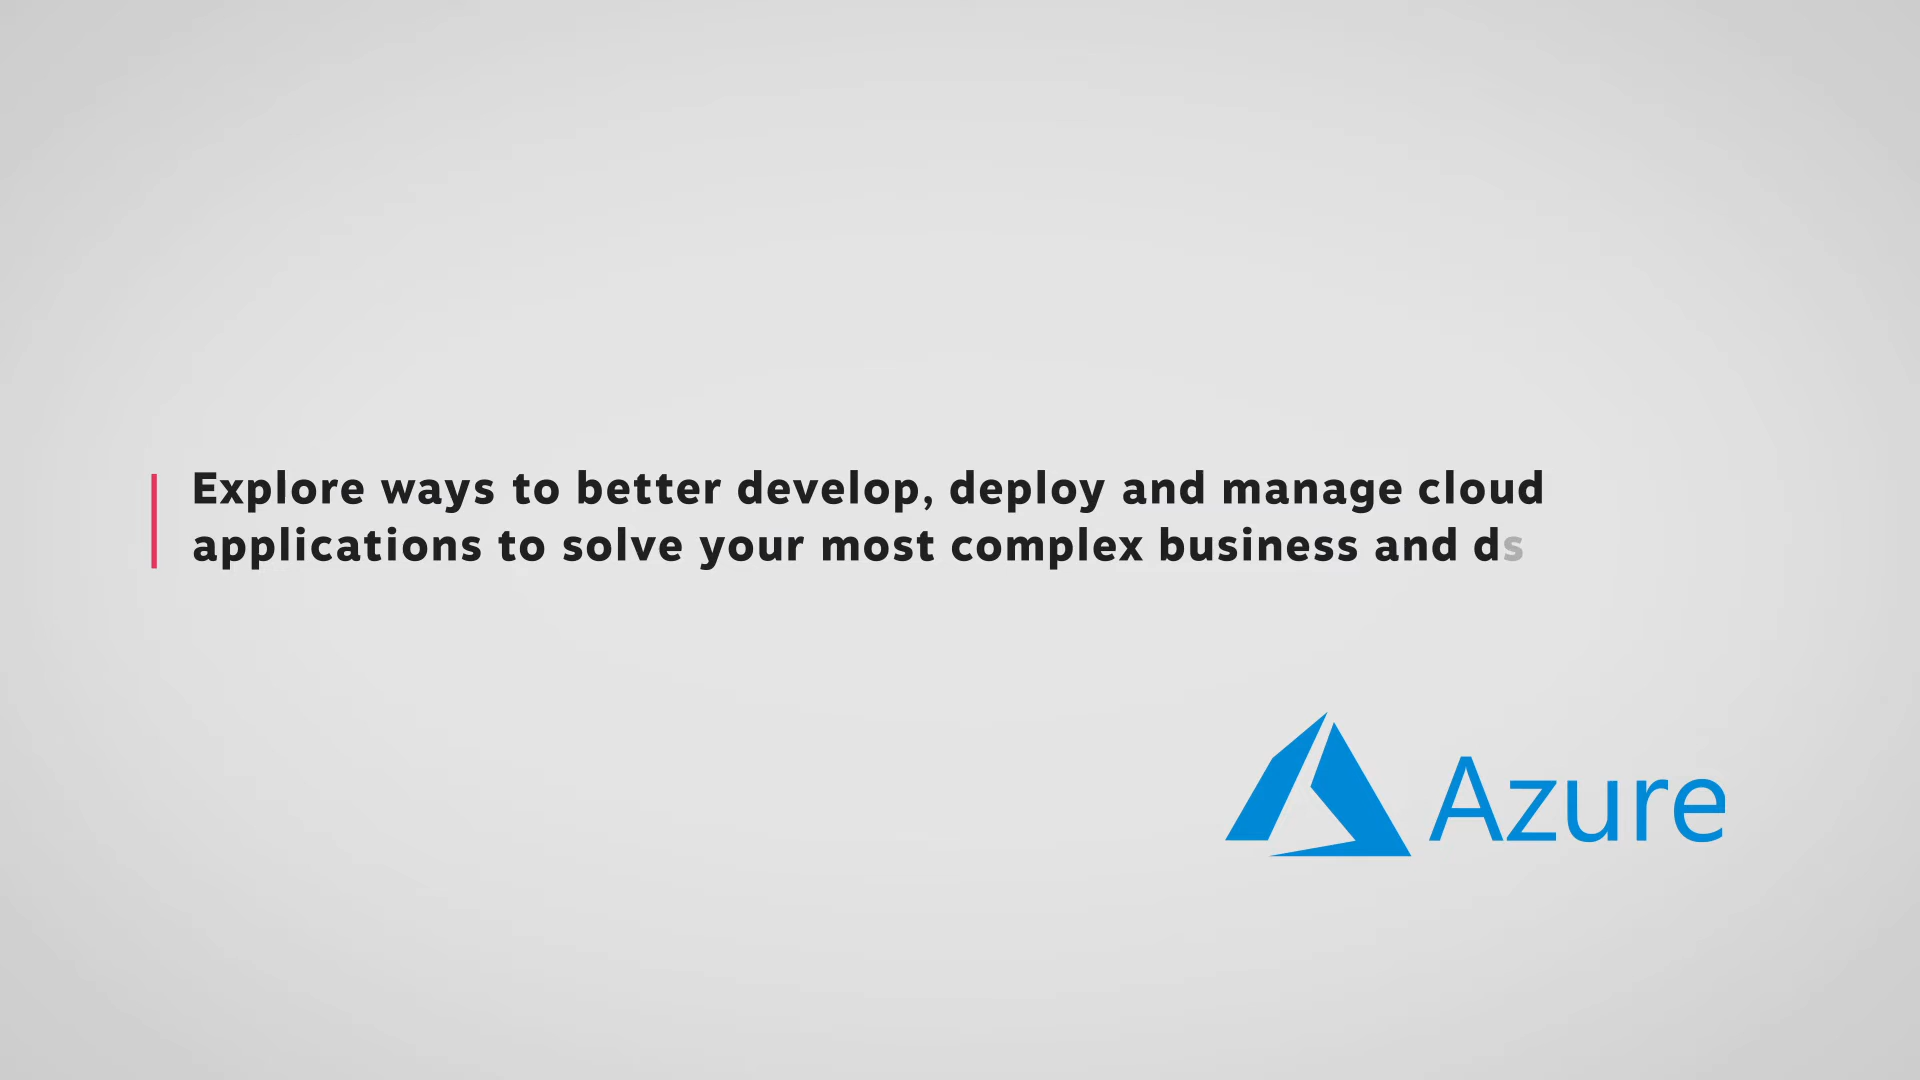 Explore ways to better develop, deploy and manage cloud
applications to solve your most complex business and ds
Azure